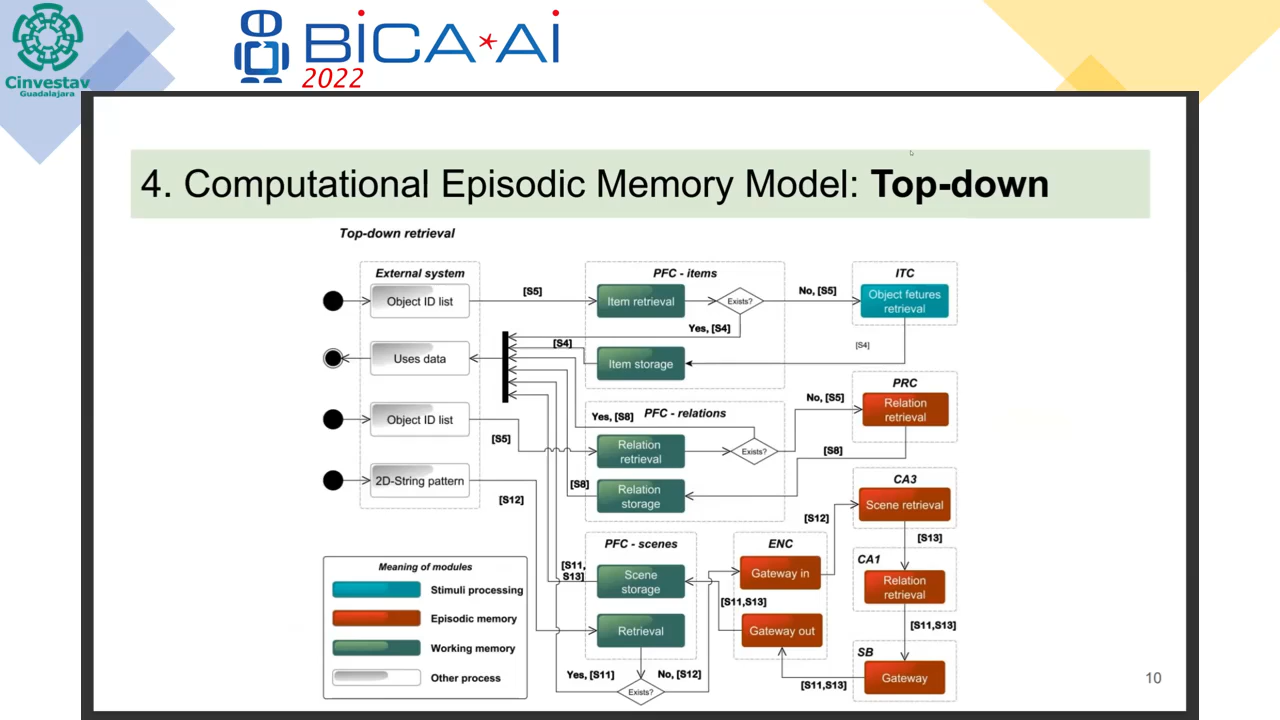 Cinvestav
Guadalajara
BiCA*Ai
2022
4. Computational Episodic Memory Model: Top-down
Top-down retrieval
External system
PFC - items
ITC
Object ID list
[S5]
Item retrieval
Exists?
No, [S5]
Object fetures
retrieval
Yes, [S4]
[S4]
[S4]
Uses data
Item storage
PRC
No, [S5]
Relation
retrieval
Yes, [S8]
PFC - relations
Object ID list
[S5]
Relation
retrieval
Exists?
[S8]
2D-String pattern
[S12]
[S8]
Relation
storage
CA3
Scene retrieval
[S12]
[S13]
PFC - scenes
ENC
CA1
[S11,
S13]
Scene
storage
Gateway in
Relation
retrieval
[S11,S13]
[S11,S13]
Retrieval
Gateway out
SB
Yes, [S11]
No, [S12]
Gateway
[S11,S13]
Exists?
Meaning of modules
Stimuli processing
Episodic memory
Working memory
Other process
10